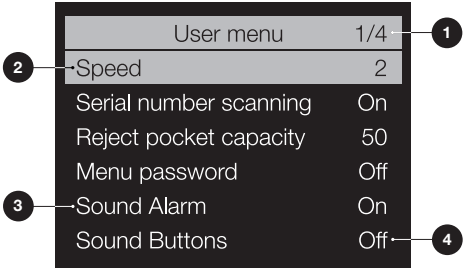 User menu 1/4 1
2 Speed 2
Serial number scanning On
Reject pocket capacity 50
Menu password Off
3 Sound Alarm On
Sound Buttons Off 4